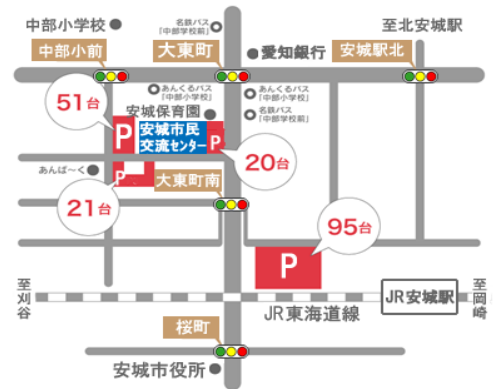 中部小学校
名鉄バス
「中部学校前」
至北安城駅
中部小前
大東町
愛知銀行
安城駅北
51台
あんくるバス
「中部小学校」
あんくるバス
「中部小学校」
安城保育園
名鉄バス
「中部学校前」
P
安城市民
交流センター
P
20台
あんぱ〜く
P
大東町南
21台
95台
P
至刈谷
JR東海道線
JR安城駅
至岡崎
桜町
安城市役所